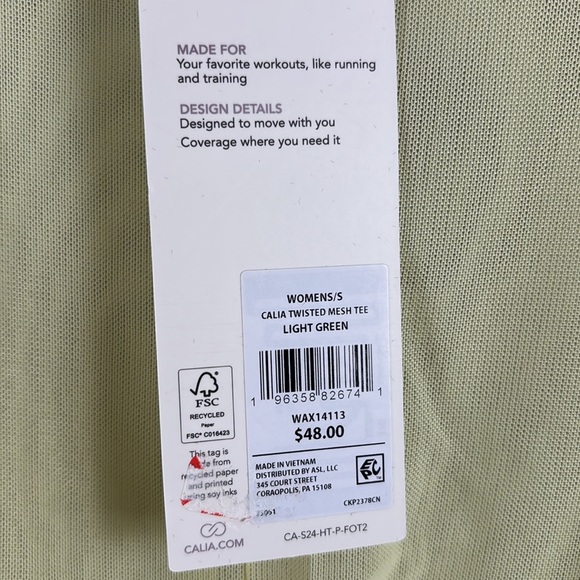 MADE FOR
Your favorite workouts, like running
and training
DESIGN DETAILS
Designed to move with you
Coverage where you need it
WOMENS/S
CALIA TWISTED MESH TEE
LIGHT GREEN
1 96358 82674 1
WAX14113
$48.00
FSC
RECYCLED
Paper
FSC® C016423
This tag is
from
recycled paper
and printed
using soy inks
MADE IN VIETNAM
DISTRIBUTED BY ASL, LLC
345 COURT STREET
CORAOPOLIS, PA 15108
CKP2378CN
EPC
CALIA.COM
CA-S24-HT-P-FOT2